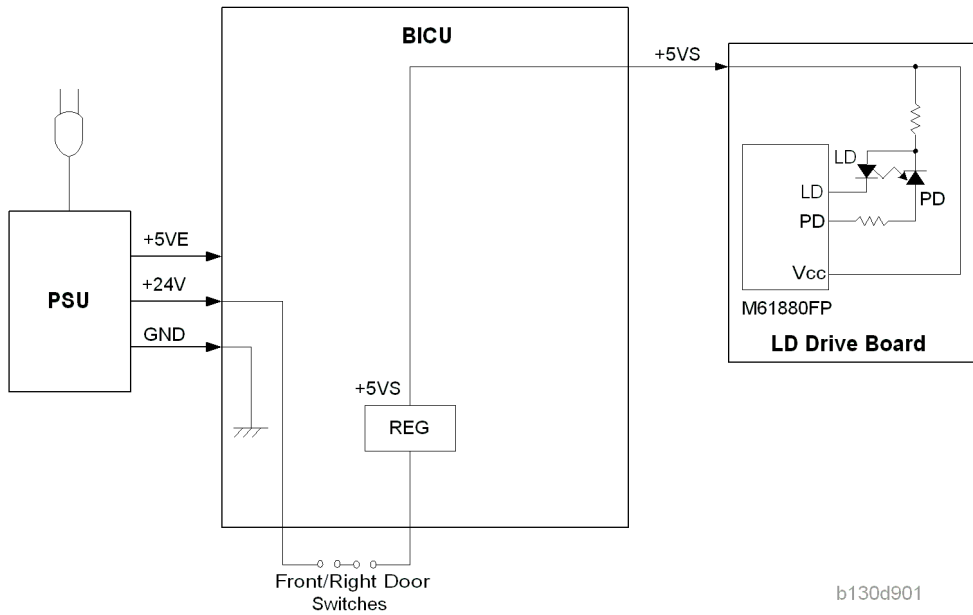 BICU
+5VS
+5VE
+24V
GND
PSU
LD
LD
PD
PD
Vcc
M61880FP
LD Drive Board
+5VS
REG
Front/Right Door
Switches
b130d901